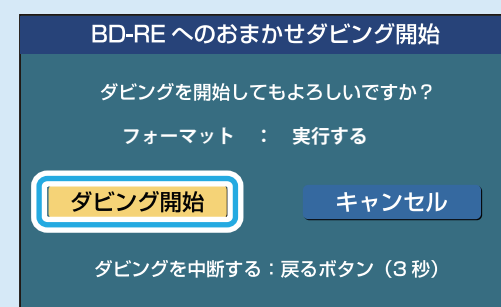 BD-RE へのおまかせダビング開始
ダビングを開始してもよろしいですか？
フォーマット ： 実行する
ダビング開始 キャンセル
ダビングを中断する：戻るボタン（3 秒）